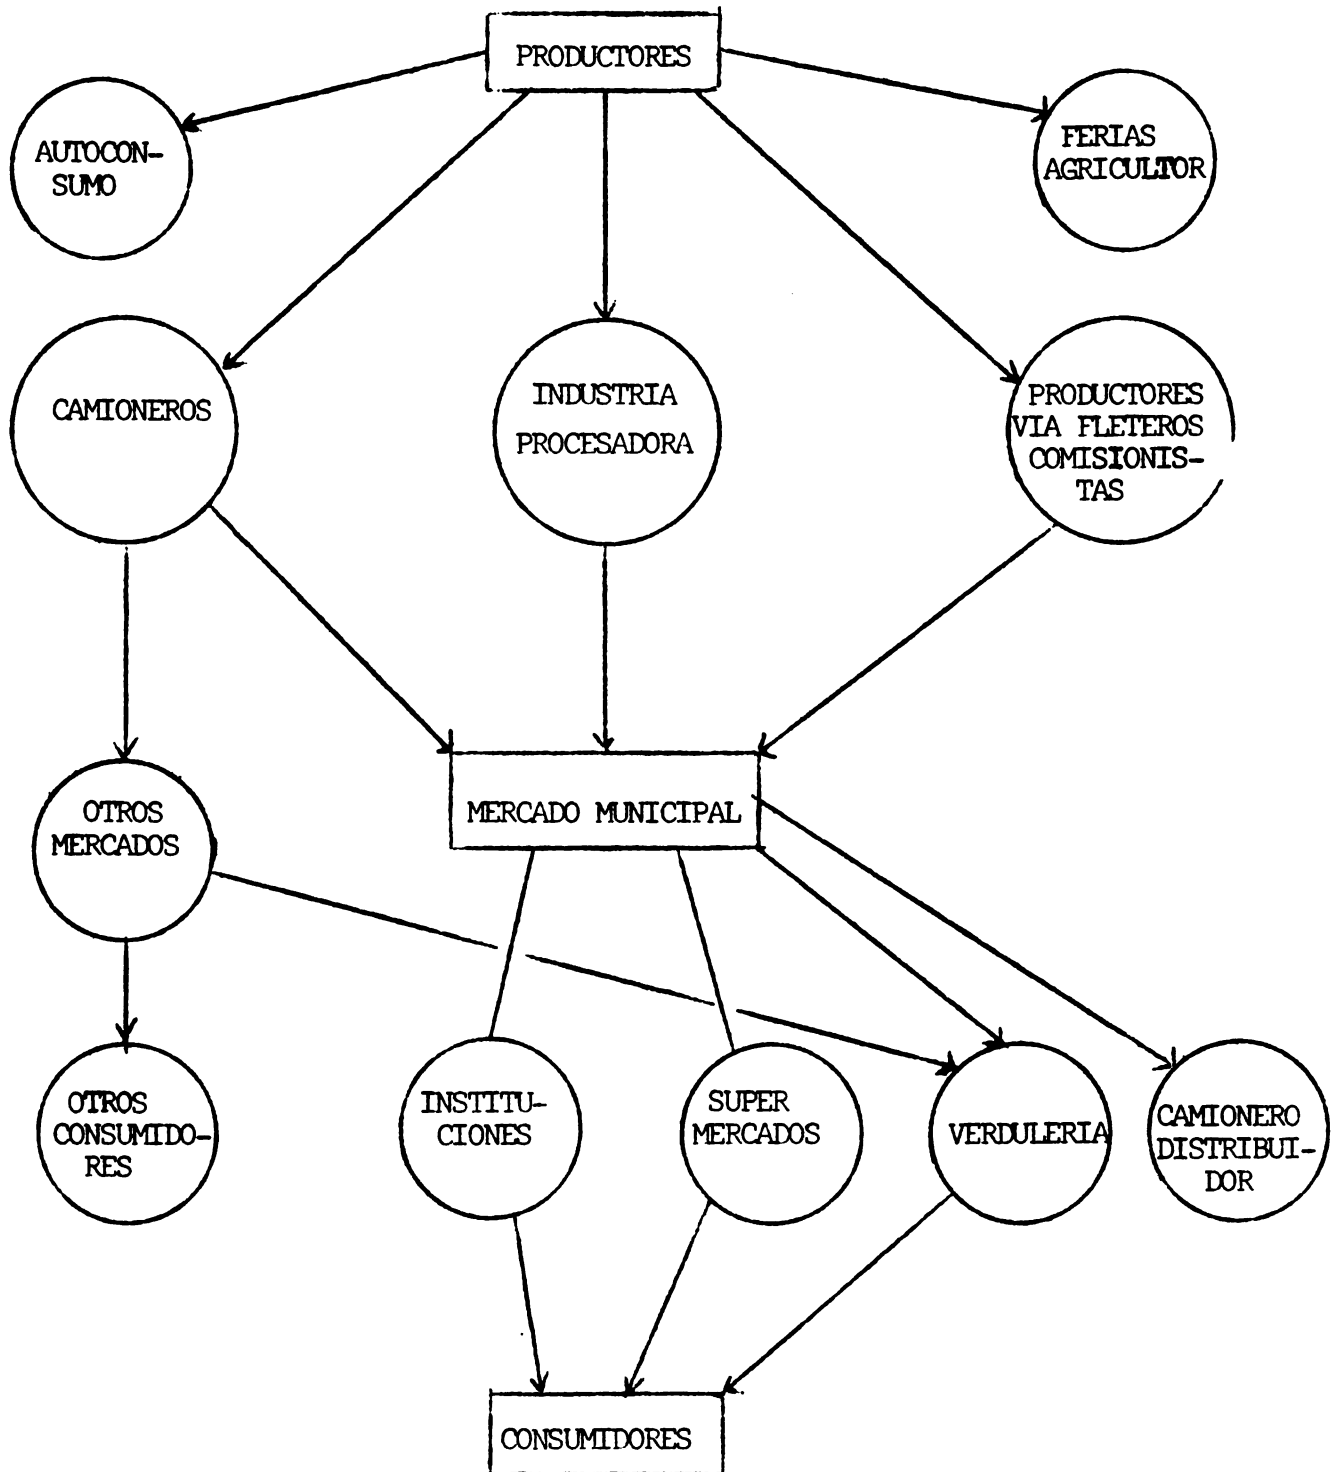 PRODUCTORES
AUTOCON-
SUMO
FERIAS
AGRICULTOR
CAMIONEROS
INDUSTRIA
PROCESADORA
PRODUCTORES
VIA FLETEROS
COMISIONIS-
TAS
OTROS
MERCADOS
MERCADO MUNICIPAL
OTROS
CONSUMIDO-
RES
INSTITU-
CIONES
SUPER
MERCADOS
VERDULERIA
CAMIONERO
DISTRIBUI-
DOR
CONSUMIDORES